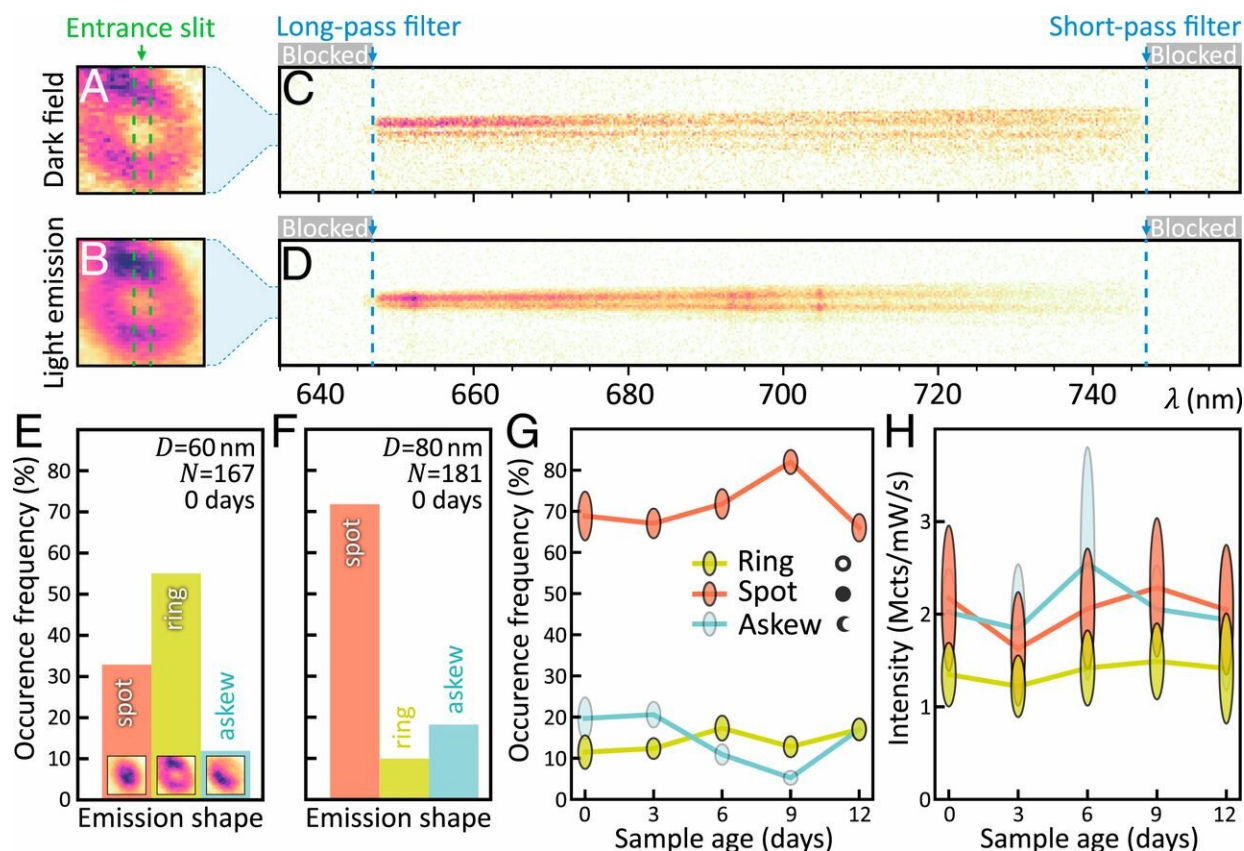 Entrance slit
Long-pass filter
Short-pass filter
Blocked
Blocked
A
C
Dark field
Blocked
Blocked
B
D
Light emission
640
660
680
700
720
740
λ (nm)
E
Occurence frequency (%)
80
70
60
50
40
30
20
10
0
D=60 nm
N=167
0 days
spot
ring
askew
Emission shape
F
D=80 nm
N=181
0 days
spot
ring
askew
Emission shape
G
Occurence frequency (%)
80
70
60
50
40
30
20
10
0
Ring
Spot
Askew
0
3
6
9
12
Sample age (days)
H
Intensity (Mcts/mW/s)
3
2
1
0
0
3
6
9
12
Sample age (days)